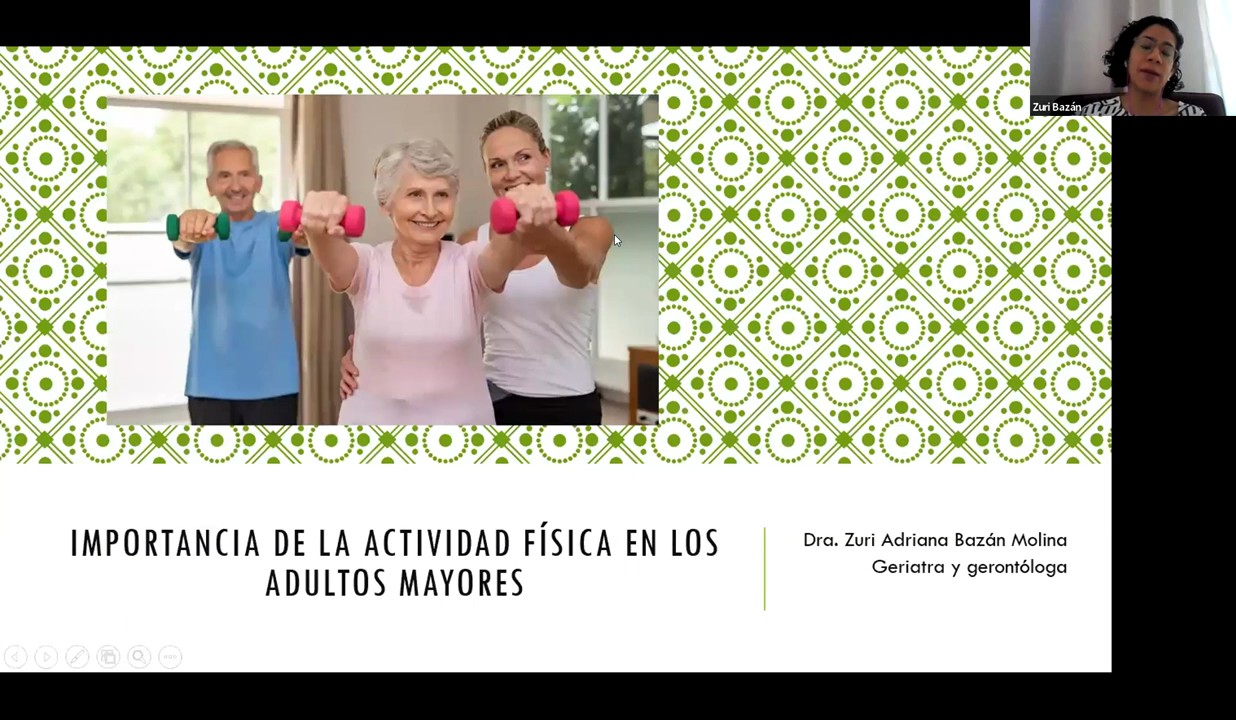 Zuri Bazán
IMPORTANCIA DE LA ACTIVIDAD FÍSICA EN LOS
ADULTOS MAYORES
Dra. Zuri Adriana Bazán Molina
Geriatra y gerontóloga